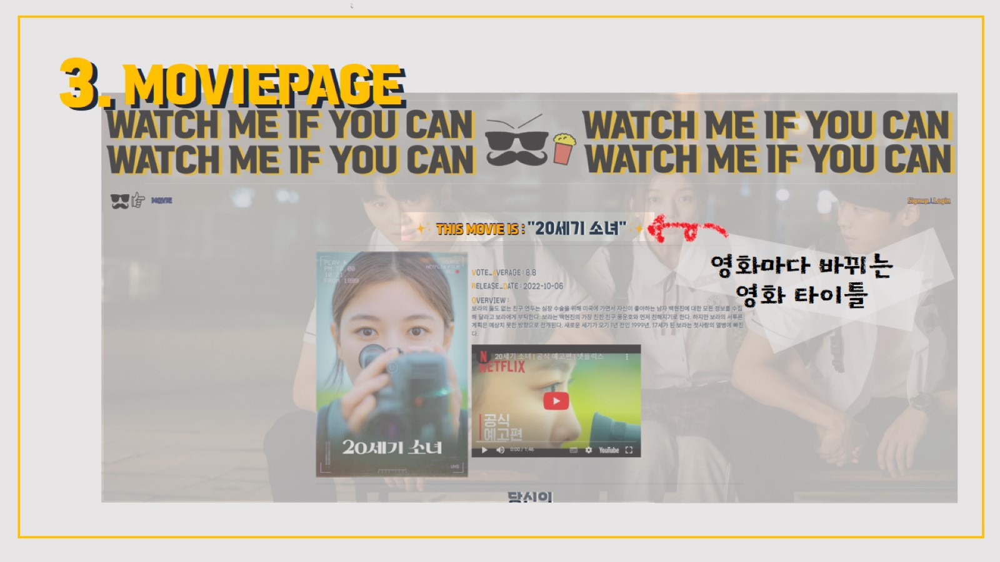 3. MOVIEPAGE
WATCH ME IF YOU CAN
WATCH ME IF YOU CAN
WATCH ME IF YOU CAN
WATCH ME IF YOU CAN
MOVIE
Signup | Login
THIS MOVIE IS : "20세기 소녀"
영화마다 바뀌는
영화 타이틀
PLAY
PM 10:00
10.21.
FROM 1999
NETFLIX FILM
20세기 소녀
VOTE_AVERAGE : 8.8
RELEASE_DATE : 2022-10-06
OVERVIEW :
보라의 둘도 없는 친구 연두는 심장 수술을 위해 미국에 가면서 자신이 좋아하는 남자 백현진에 대한 모든 정보를 수집
해 달라고 보라에게 부탁한다. 보라는 백현진의 가장 친한 친구 풍운호와 먼저 친해지기로 한다. 하지만 보라의 서투른
계획은 예상치 못한 방향으로 전개된다. 새로운 세기가 오기 1년 전인 1999년, 17세가 된 보라는 첫사랑의 열병에 빠진
다.
N 20세기 소녀 | 공식 예고편 | 넷플릭스
NETFLIX
공식
예고편
0:00 / 1:46
YouTube
당신의